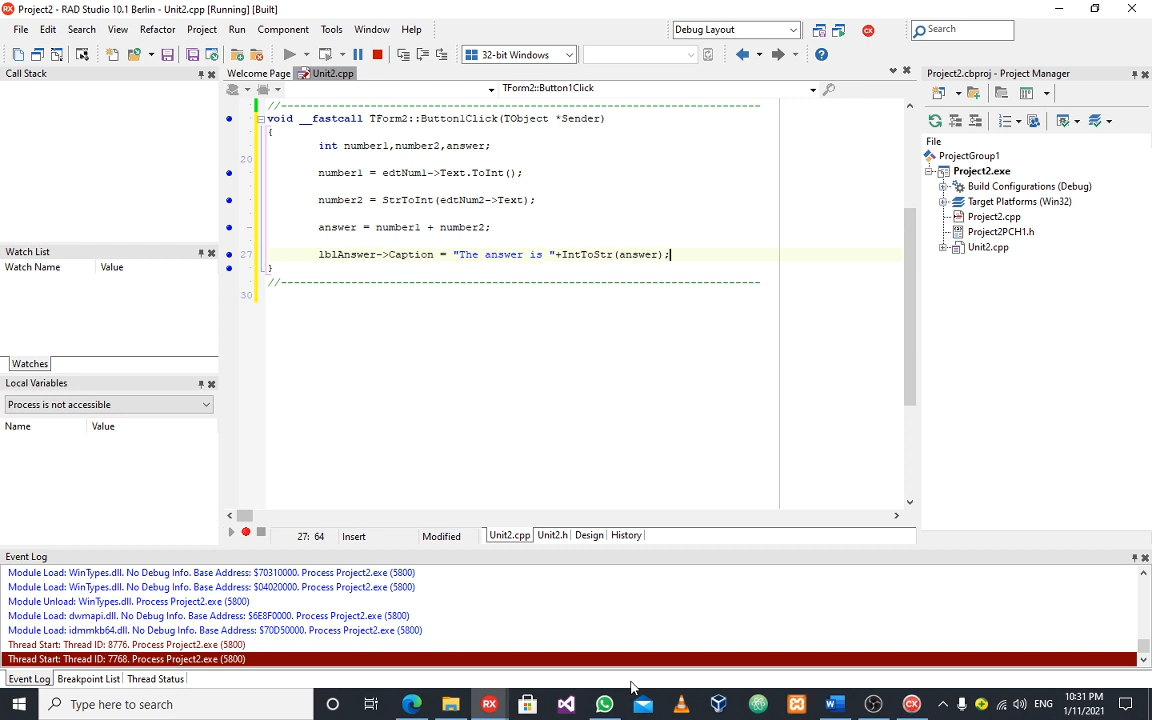 Project2 - RAD Studio 10.1 Berlin - Unit2.cpp [Running] [Built]
File Edit Search View Refactor Project Run Component Tools Window Help
Debug Layout
Search
32-bit Windows
Call Stack
Welcome Page Unit2.cpp
Project2.cbproj - Project Manager
TForm2::Button1Click
//---------------------------------------------------------------------------
void __fastcall TForm2::Button1Click(TObject *Sender)
{
int number1,number2,answer;
20
number1 = edtNum1->Text.ToInt();
number2 = StrToInt(edtNum2->Text);
answer = number1 + number2;
27 lblAnswer->Caption = "The answer is "+IntToStr(answer);
}
//---------------------------------------------------------------------------
30
File
ProjectGroup1
Project2.exe
Build Configurations (Debug)
Target Platforms (Win32)
Project2.cpp
Project2PCH1.h
Unit2.cpp
Watch List
Watch Name Value
Watches
Local Variables
Process is not accessible
Name Value
27: 64 Insert Modified Unit2.cpp Unit2.h Design History
Event Log
Module Load: WinTypes.dll. No Debug Info. Base Address: $70310000. Process Project2.exe (5800)
Module Load: WinTypes.dll. No Debug Info. Base Address: $04020000. Process Project2.exe (5800)
Module Unload: WinTypes.dll. Process Project2.exe (5800)
Module Load: dwmapi.dll. No Debug Info. Base Address: $6E8F0000. Process Project2.exe (5800)
Module Load: idmmkb64.dll. No Debug Info. Base Address: $70D50000. Process Project2.exe (5800)
Thread Start: Thread ID: 8776. Process Project2.exe (5800)
Thread Start: Thread ID: 7768. Process Project2.exe (5800)
Event Log Breakpoint List Thread Status
Type here to search
RX
CX
ENG
10:31 PM
1/11/2021